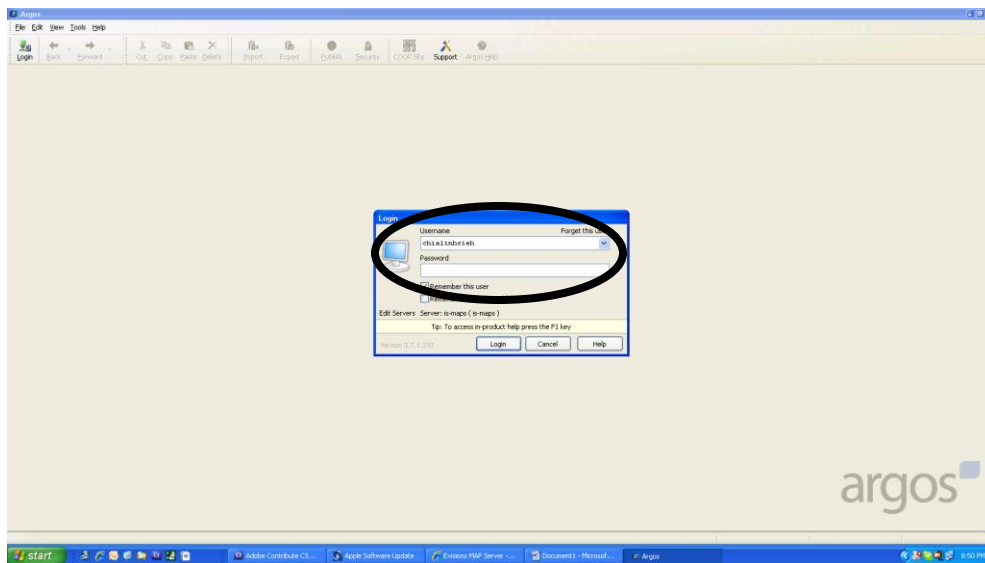 Argos
File Edit View Tools Help
Login Back Forward Cut Copy Paste Delete Import Export Publish Security COOP Site Support Argos Help
Login
Username Forget this
chialinhsieh
Password
Remember this user
Edit Servers Server: is-maps ( is-maps )
Tip: To access in-product help press the F1 key
Version 3.7.1.392
Login Cancel Help
argos
start Adobe Contribute CS... Apple Software Update Evisions MAP Server -... Document1 - Microsof... Argos 8:50 PM